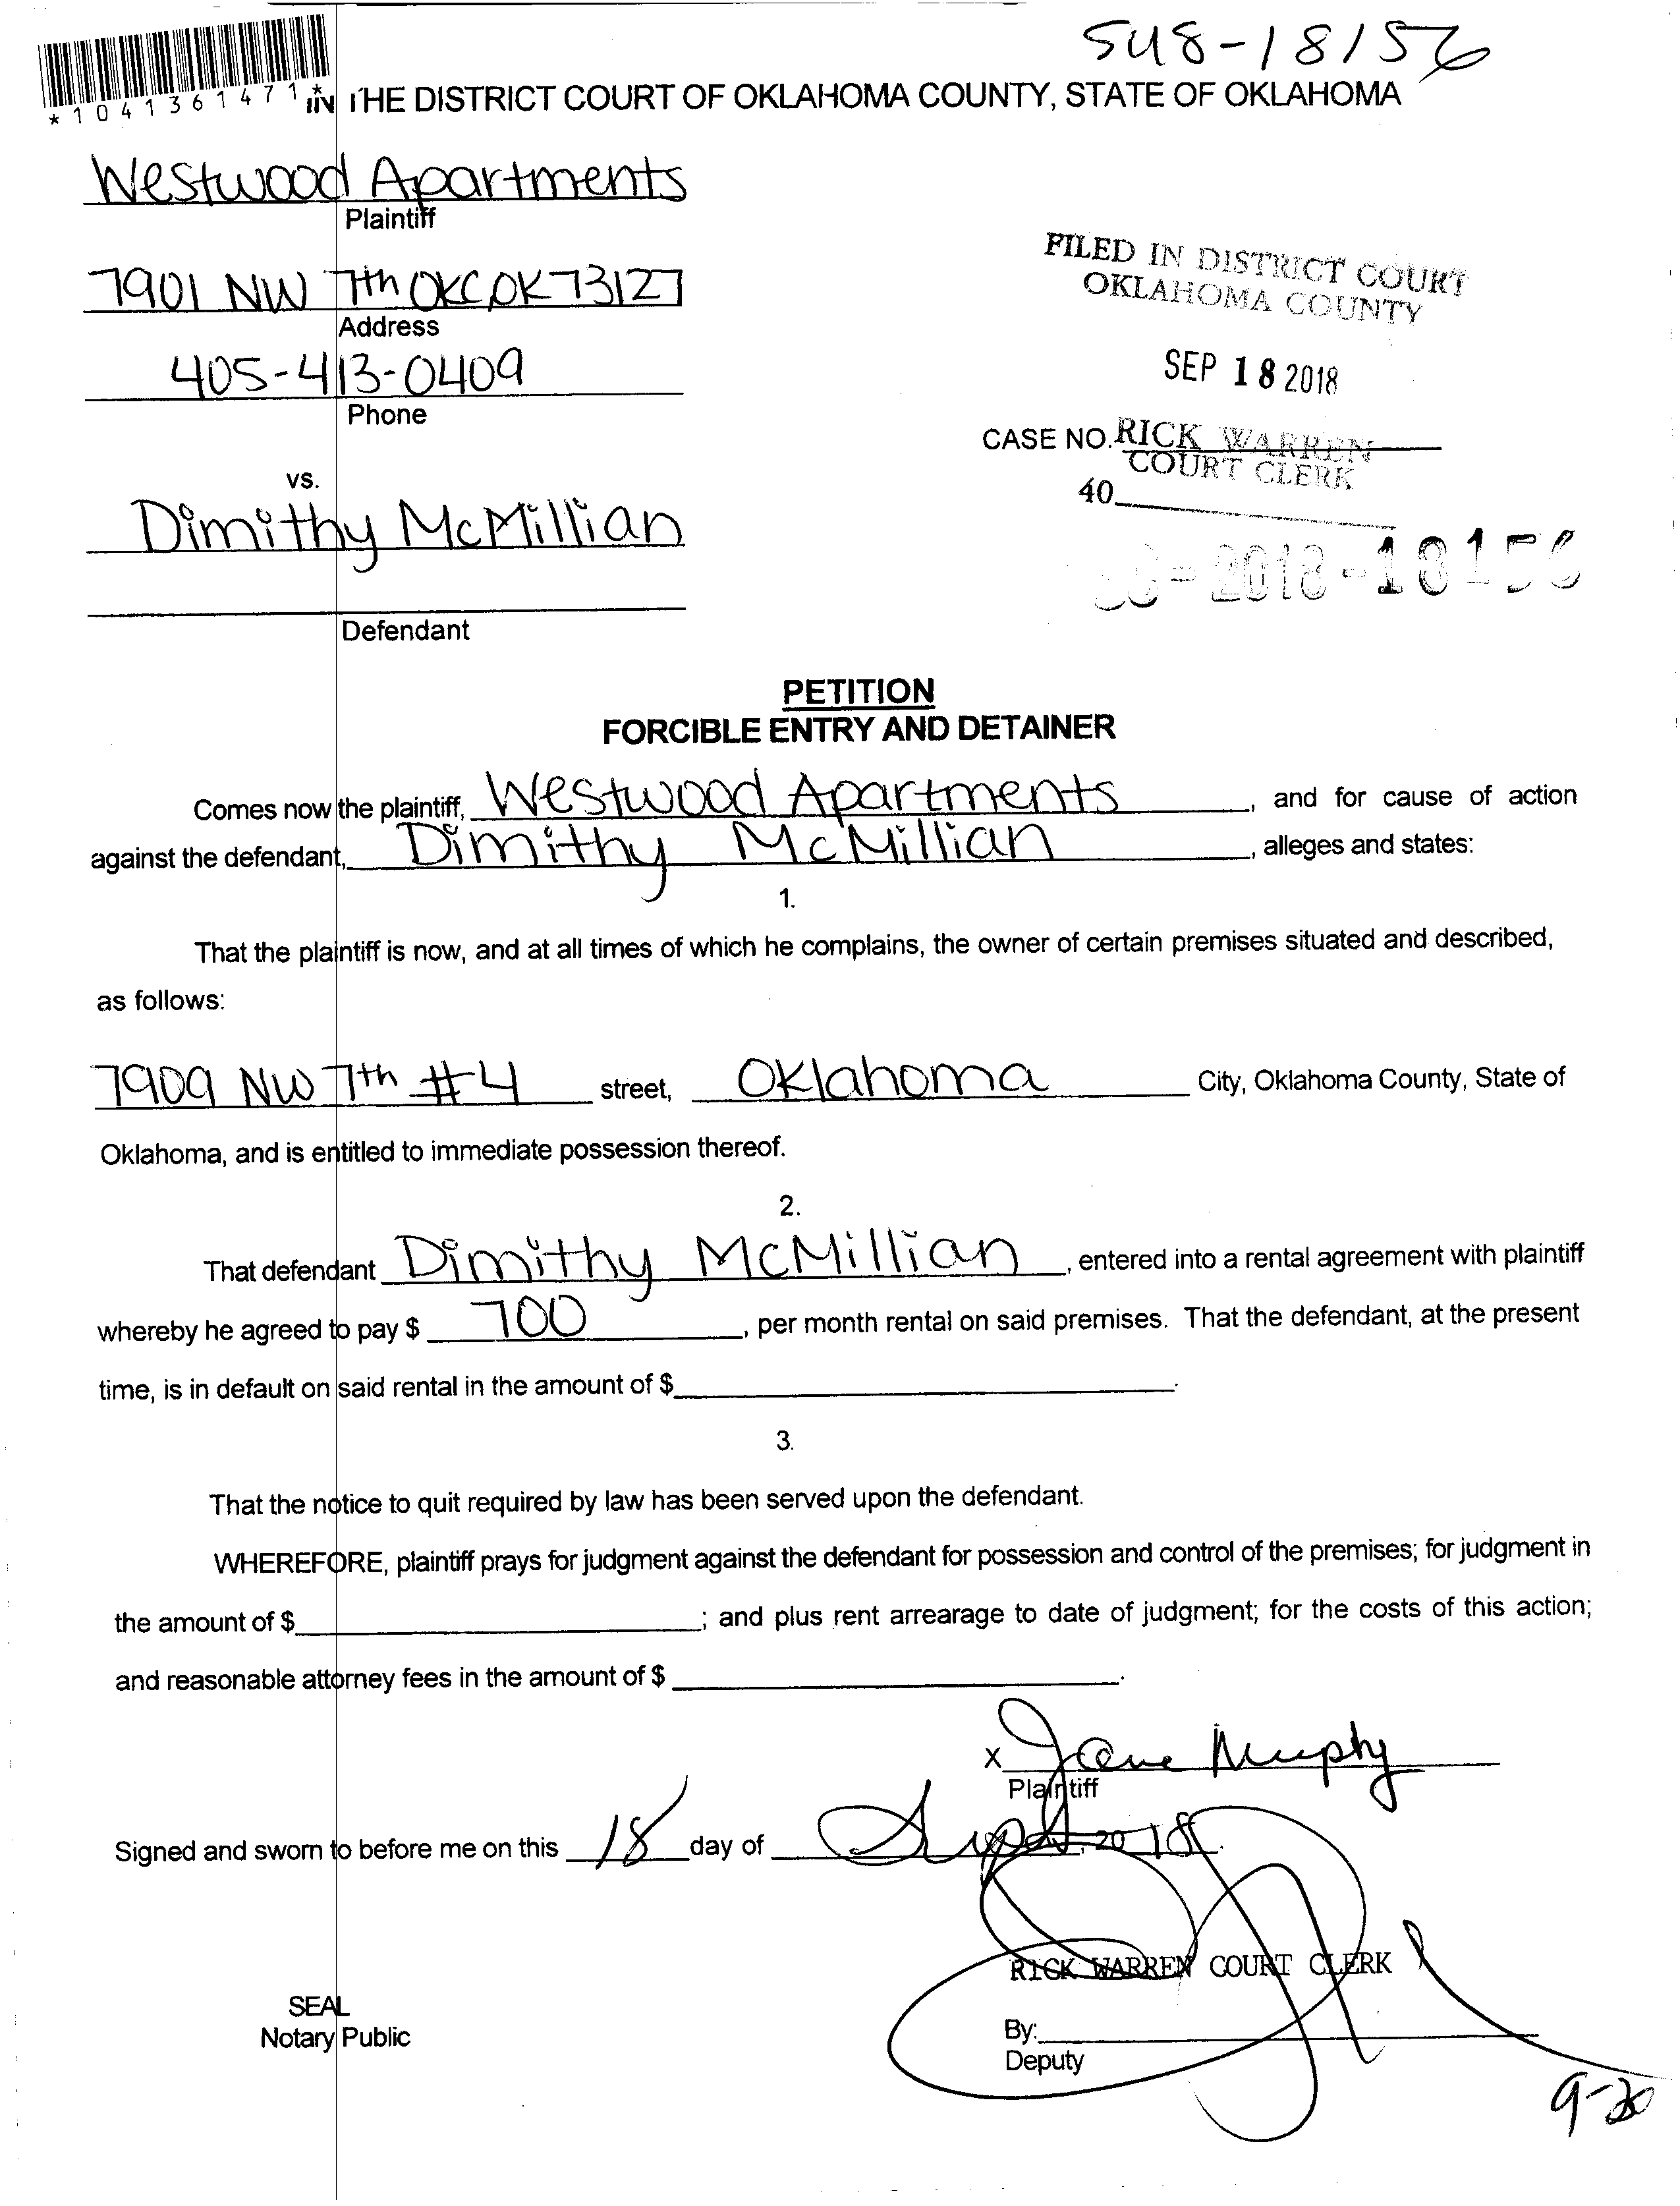 548-18156
*1041361471*
IN THE DISTRICT COURT OF OKLAHOMA COUNTY, STATE OF OKLAHOMA
Westwood Apartments
Plaintiff
7901 NW 7th OKC, OK 73127
Address
405-413-0409
Phone
FILED IN DISTRICT COURT
OKLAHOMA COUNTY
SEP 18 2018
RICK WARREN
COURT CLERK
CASE NO.
40
vs.
Dimithy McMillian
-2018-18156
Defendant
PETITION
FORCIBLE ENTRY AND DETAINER
Comes now the plaintiff, Westwood Apartments, and for cause of action
against the defendant, Dimithy McMillian, alleges and states:
1.
That the plaintiff is now, and at all times of which he complains, the owner of certain premises situated and described,
as follows:
7909 NW 7th #4 street, Oklahoma City, Oklahoma County, State of
Oklahoma, and is entitled to immediate possession thereof.
2.
That defendant Dimithy McMillian, entered into a rental agreement with plaintiff
whereby he agreed to pay $ 700, per month rental on said premises. That the defendant, at the present
time, is in default on said rental in the amount of $.
3.
That the notice to quit required by law has been served upon the defendant.
WHEREFORE, plaintiff prays for judgment against the defendant for possession and control of the premises; for judgment in
the amount of $; and plus rent arrearage to date of judgment; for the costs of this action;
and reasonable attorney fees in the amount of $.
X Jane Murphy
Plaintiff
Signed and sworn to before me on this 18 day of Sept, 2018.
RICK WARREN COURT CLERK
SEAL
Notary Public
By:
Deputy
9-20